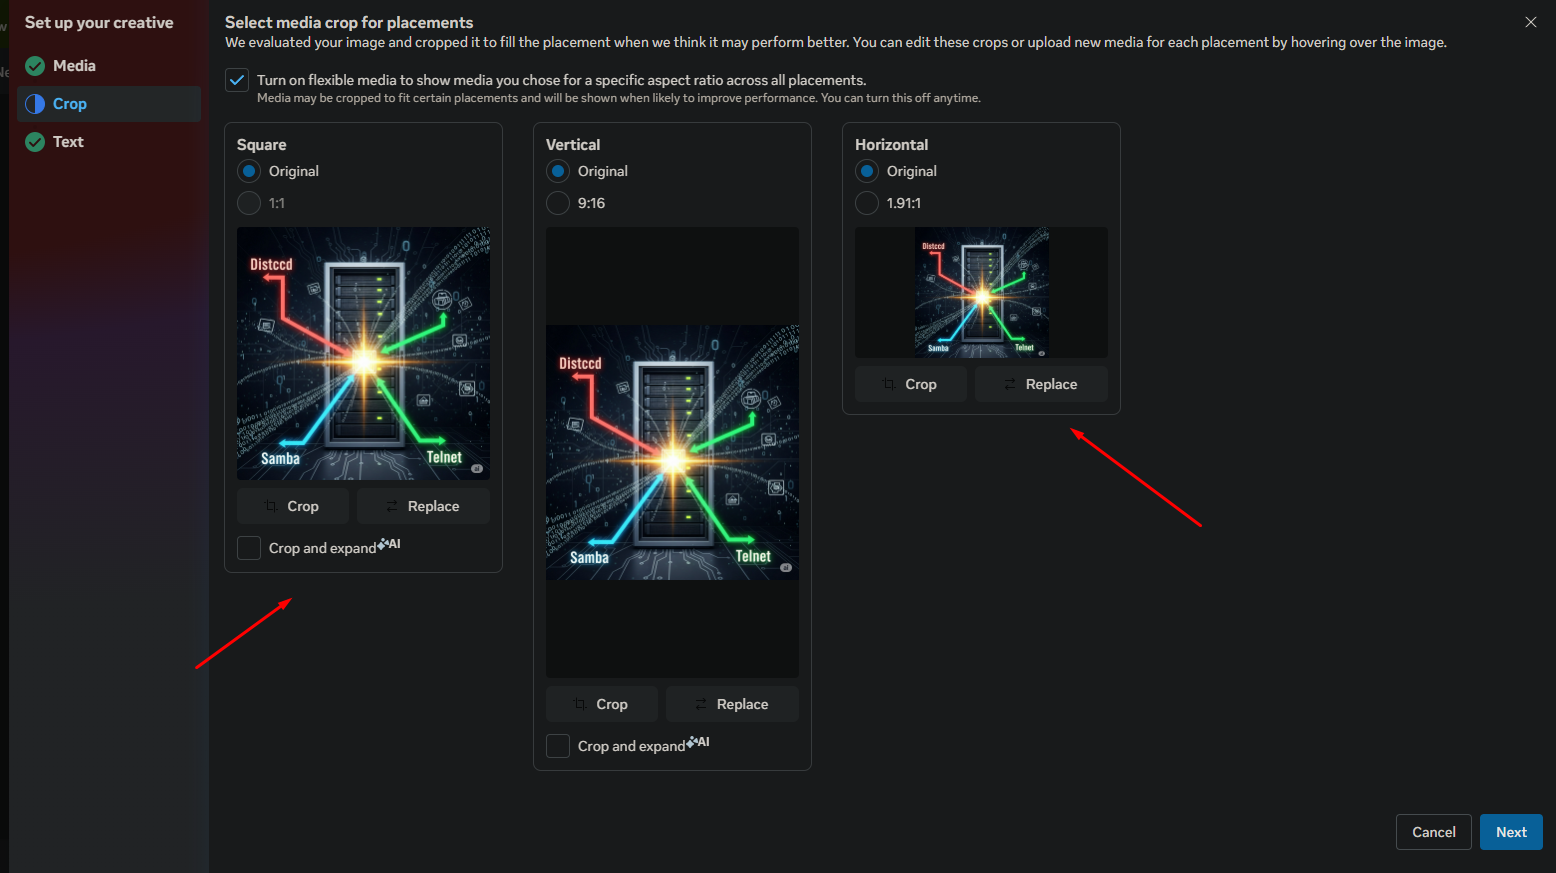 Set up your creative
Media
Crop
Text
Select media crop for placements
We evaluated your image and cropped it to fill the placement when we think it may perform better. You can edit these crops or upload new media for each placement by hovering over the image.
Turn on flexible media to show media you chose for a specific aspect ratio across all placements.
Media may be cropped to fit certain placements and will be shown when likely to improve performance. You can turn this off anytime.
Square
Original
1:1
Distccd
Samba
Telnet
Crop
Replace
Crop and expand AI
Vertical
Original
9:16
Distccd
Samba
Telnet
Crop
Replace
Crop and expand AI
Horizontal
Original
1.91:1
Distccd
Samba
Telnet
Crop
Replace
Cancel
Next